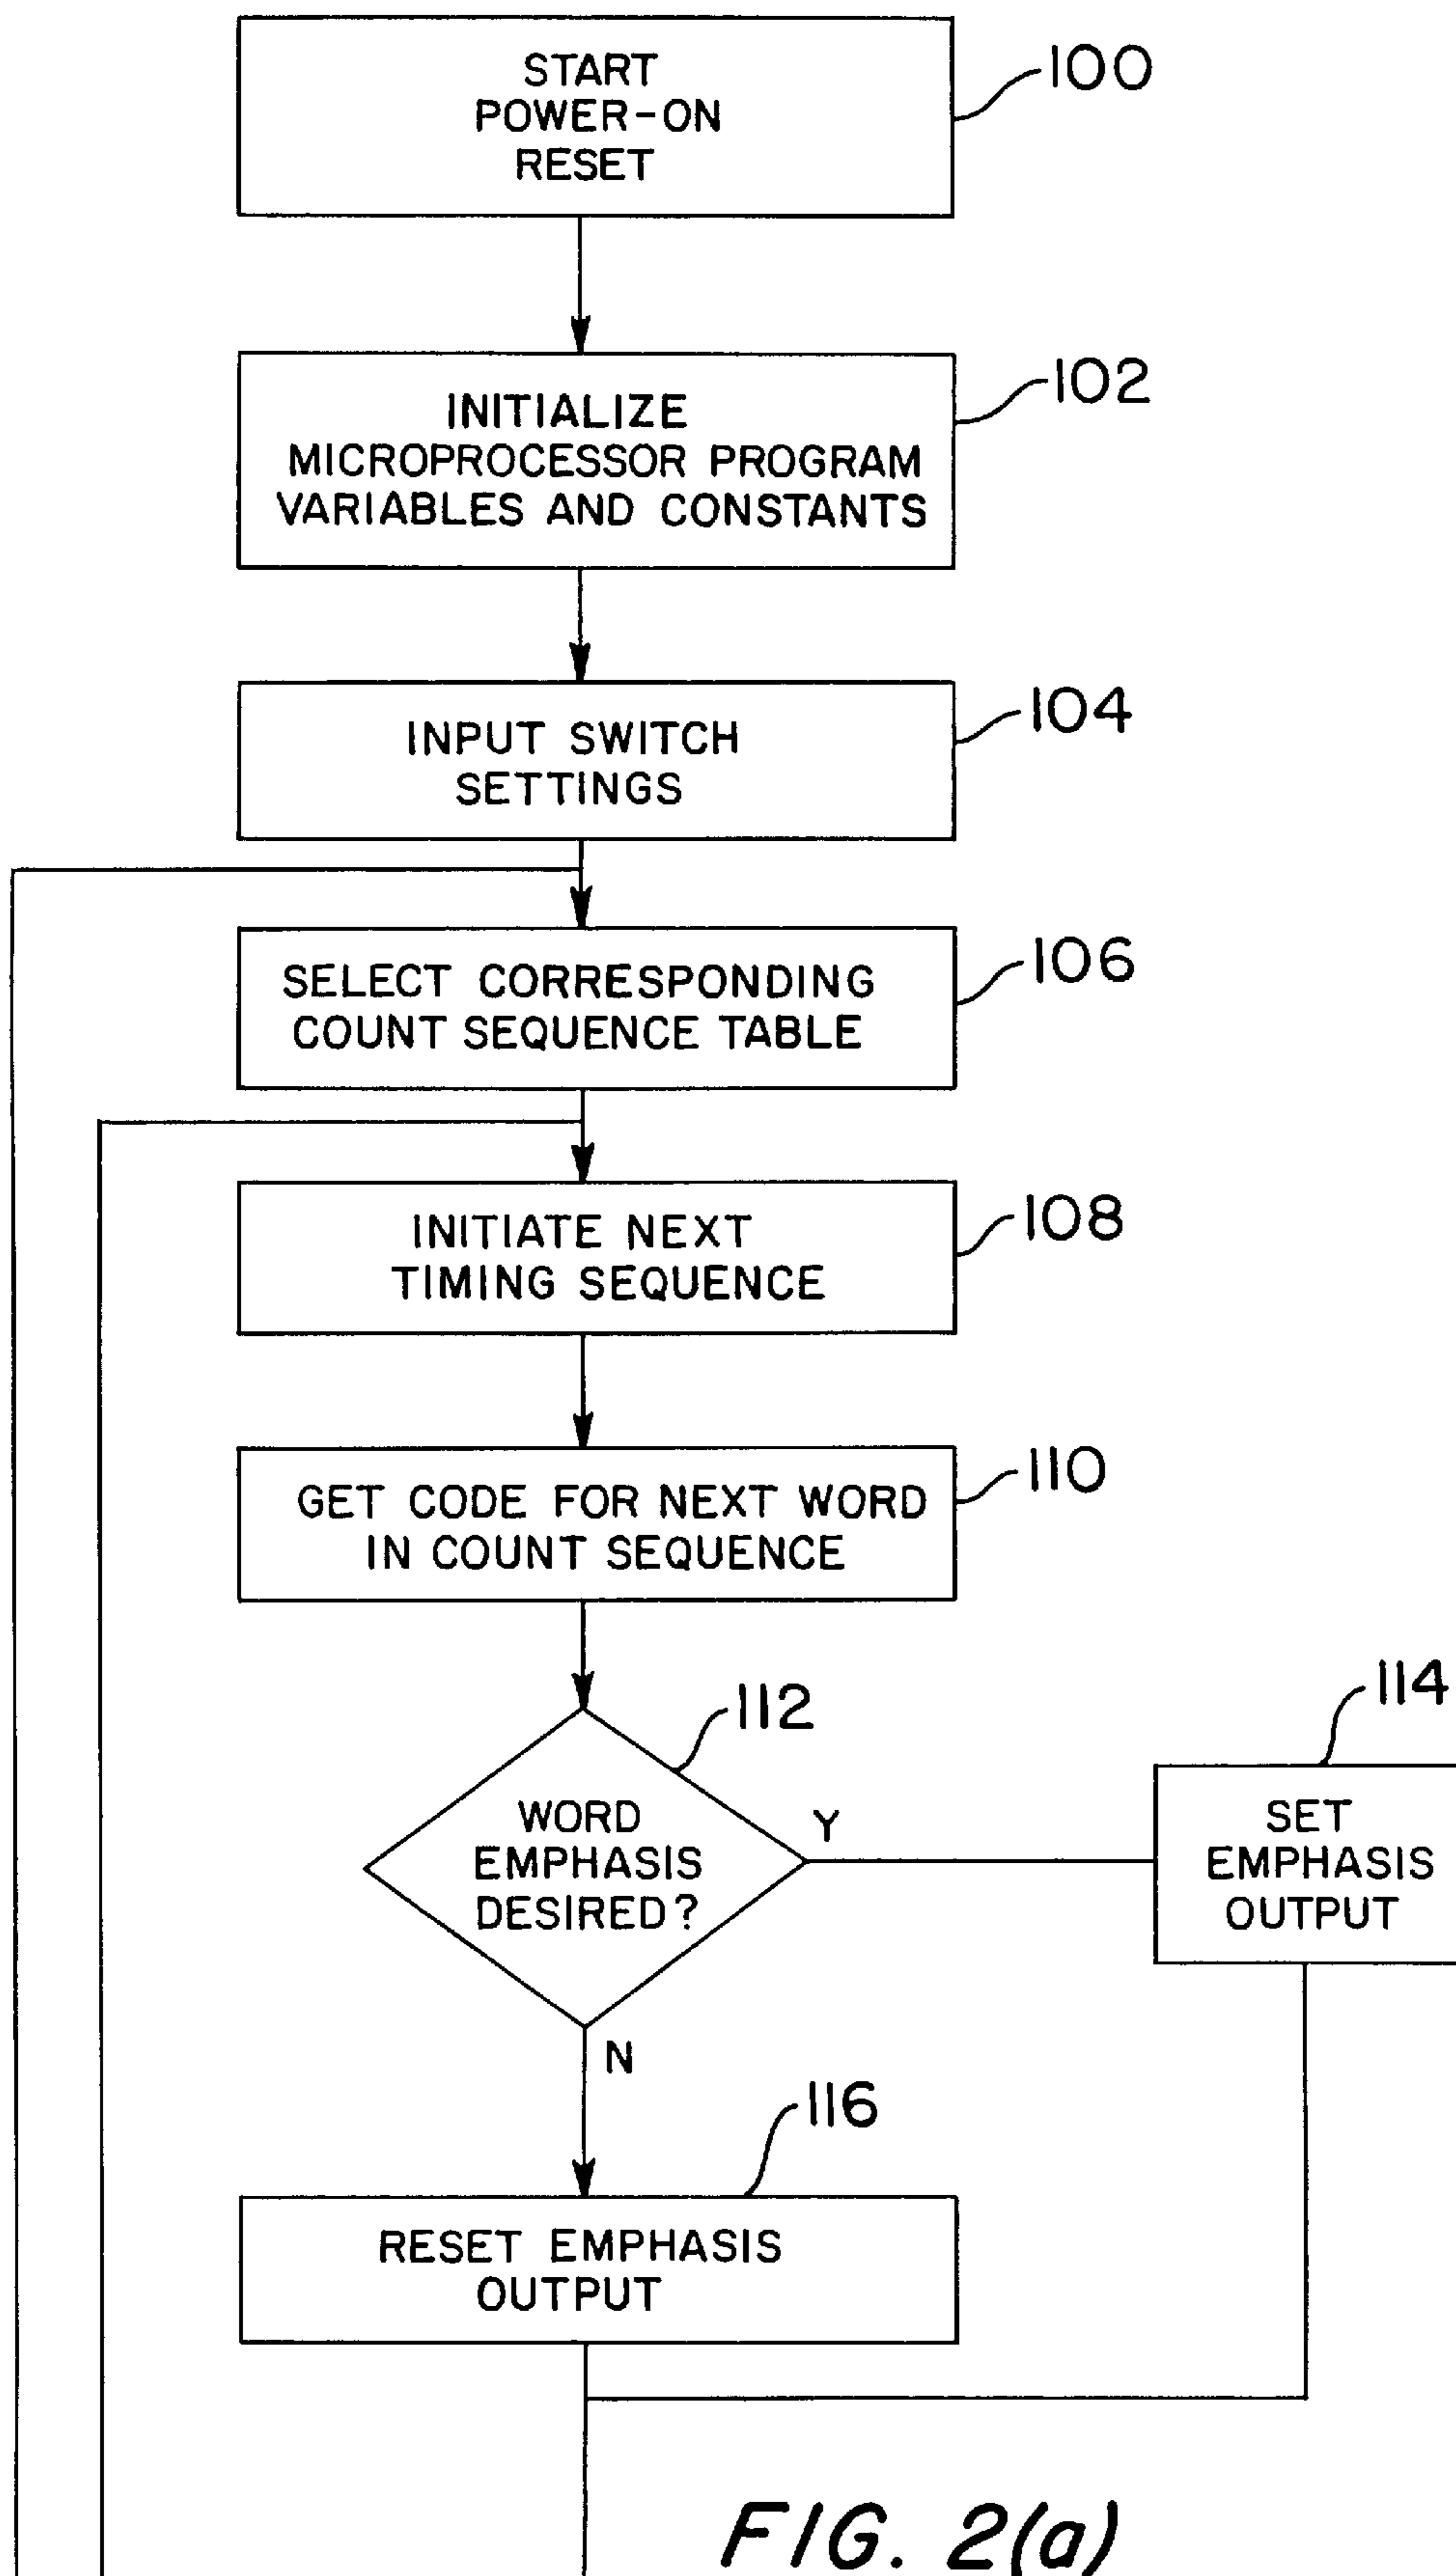 START
POWER-ON
RESET
100
INITIALIZE
MICROPROCESSOR PROGRAM
VARIABLES AND CONSTANTS
102
INPUT SWITCH
SETTINGS
104
SELECT CORRESPONDING
COUNT SEQUENCE TABLE
106
INITIATE NEXT
TIMING SEQUENCE
108
GET CODE FOR NEXT WORD
IN COUNT SEQUENCE
110
112
WORD
EMPHASIS
DESIRED?
Y
N
114
SET
EMPHASIS
OUTPUT
116
RESET EMPHASIS
OUTPUT
FIG. 2(a)